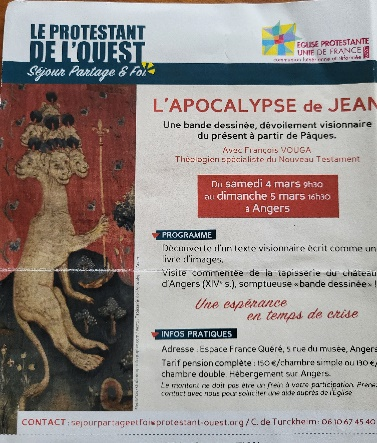 LE PROTESTANT
DE L'OUEST
Séjour Partage & Foi
EGLISE PROTESTANTE
UNIE DE FRANCE
communion luthérienne et réformée
L'APOCALYPSE de JEAN
Une bande dessinée, dévoilement visionnaire
du présent à partir de Pâques.
Avec François VOUGA
Théologien spécialiste du Nouveau Testament
Du samedi 4 mars 9h30
au dimanche 5 mars 16h30
à Angers
PROGRAMME
Découverte d'un texte visionnaire écrit comme un
livre d'images.
Visite commentée de la tapisserie du château
d'Angers (XIVe s.), somptueuse «bande dessinée» !
Une espérance
en temps de crise
INFOS PRATIQUES
Adresse : Espace France Quéré, 5 rue du musée, Angers
Tarif pension complète : 150 €/chambre simple ou 130 €/
chambre double. Hébergement sur Angers.
Le montant ne doit pas être un frein à votre participation. Prenez
contact avec nous pour solliciter une aide auprès de l'Église
CONTACT : sejourpartageetfoi@protestant-ouest.org / C. de Turckheim : 06 10 67 45 40